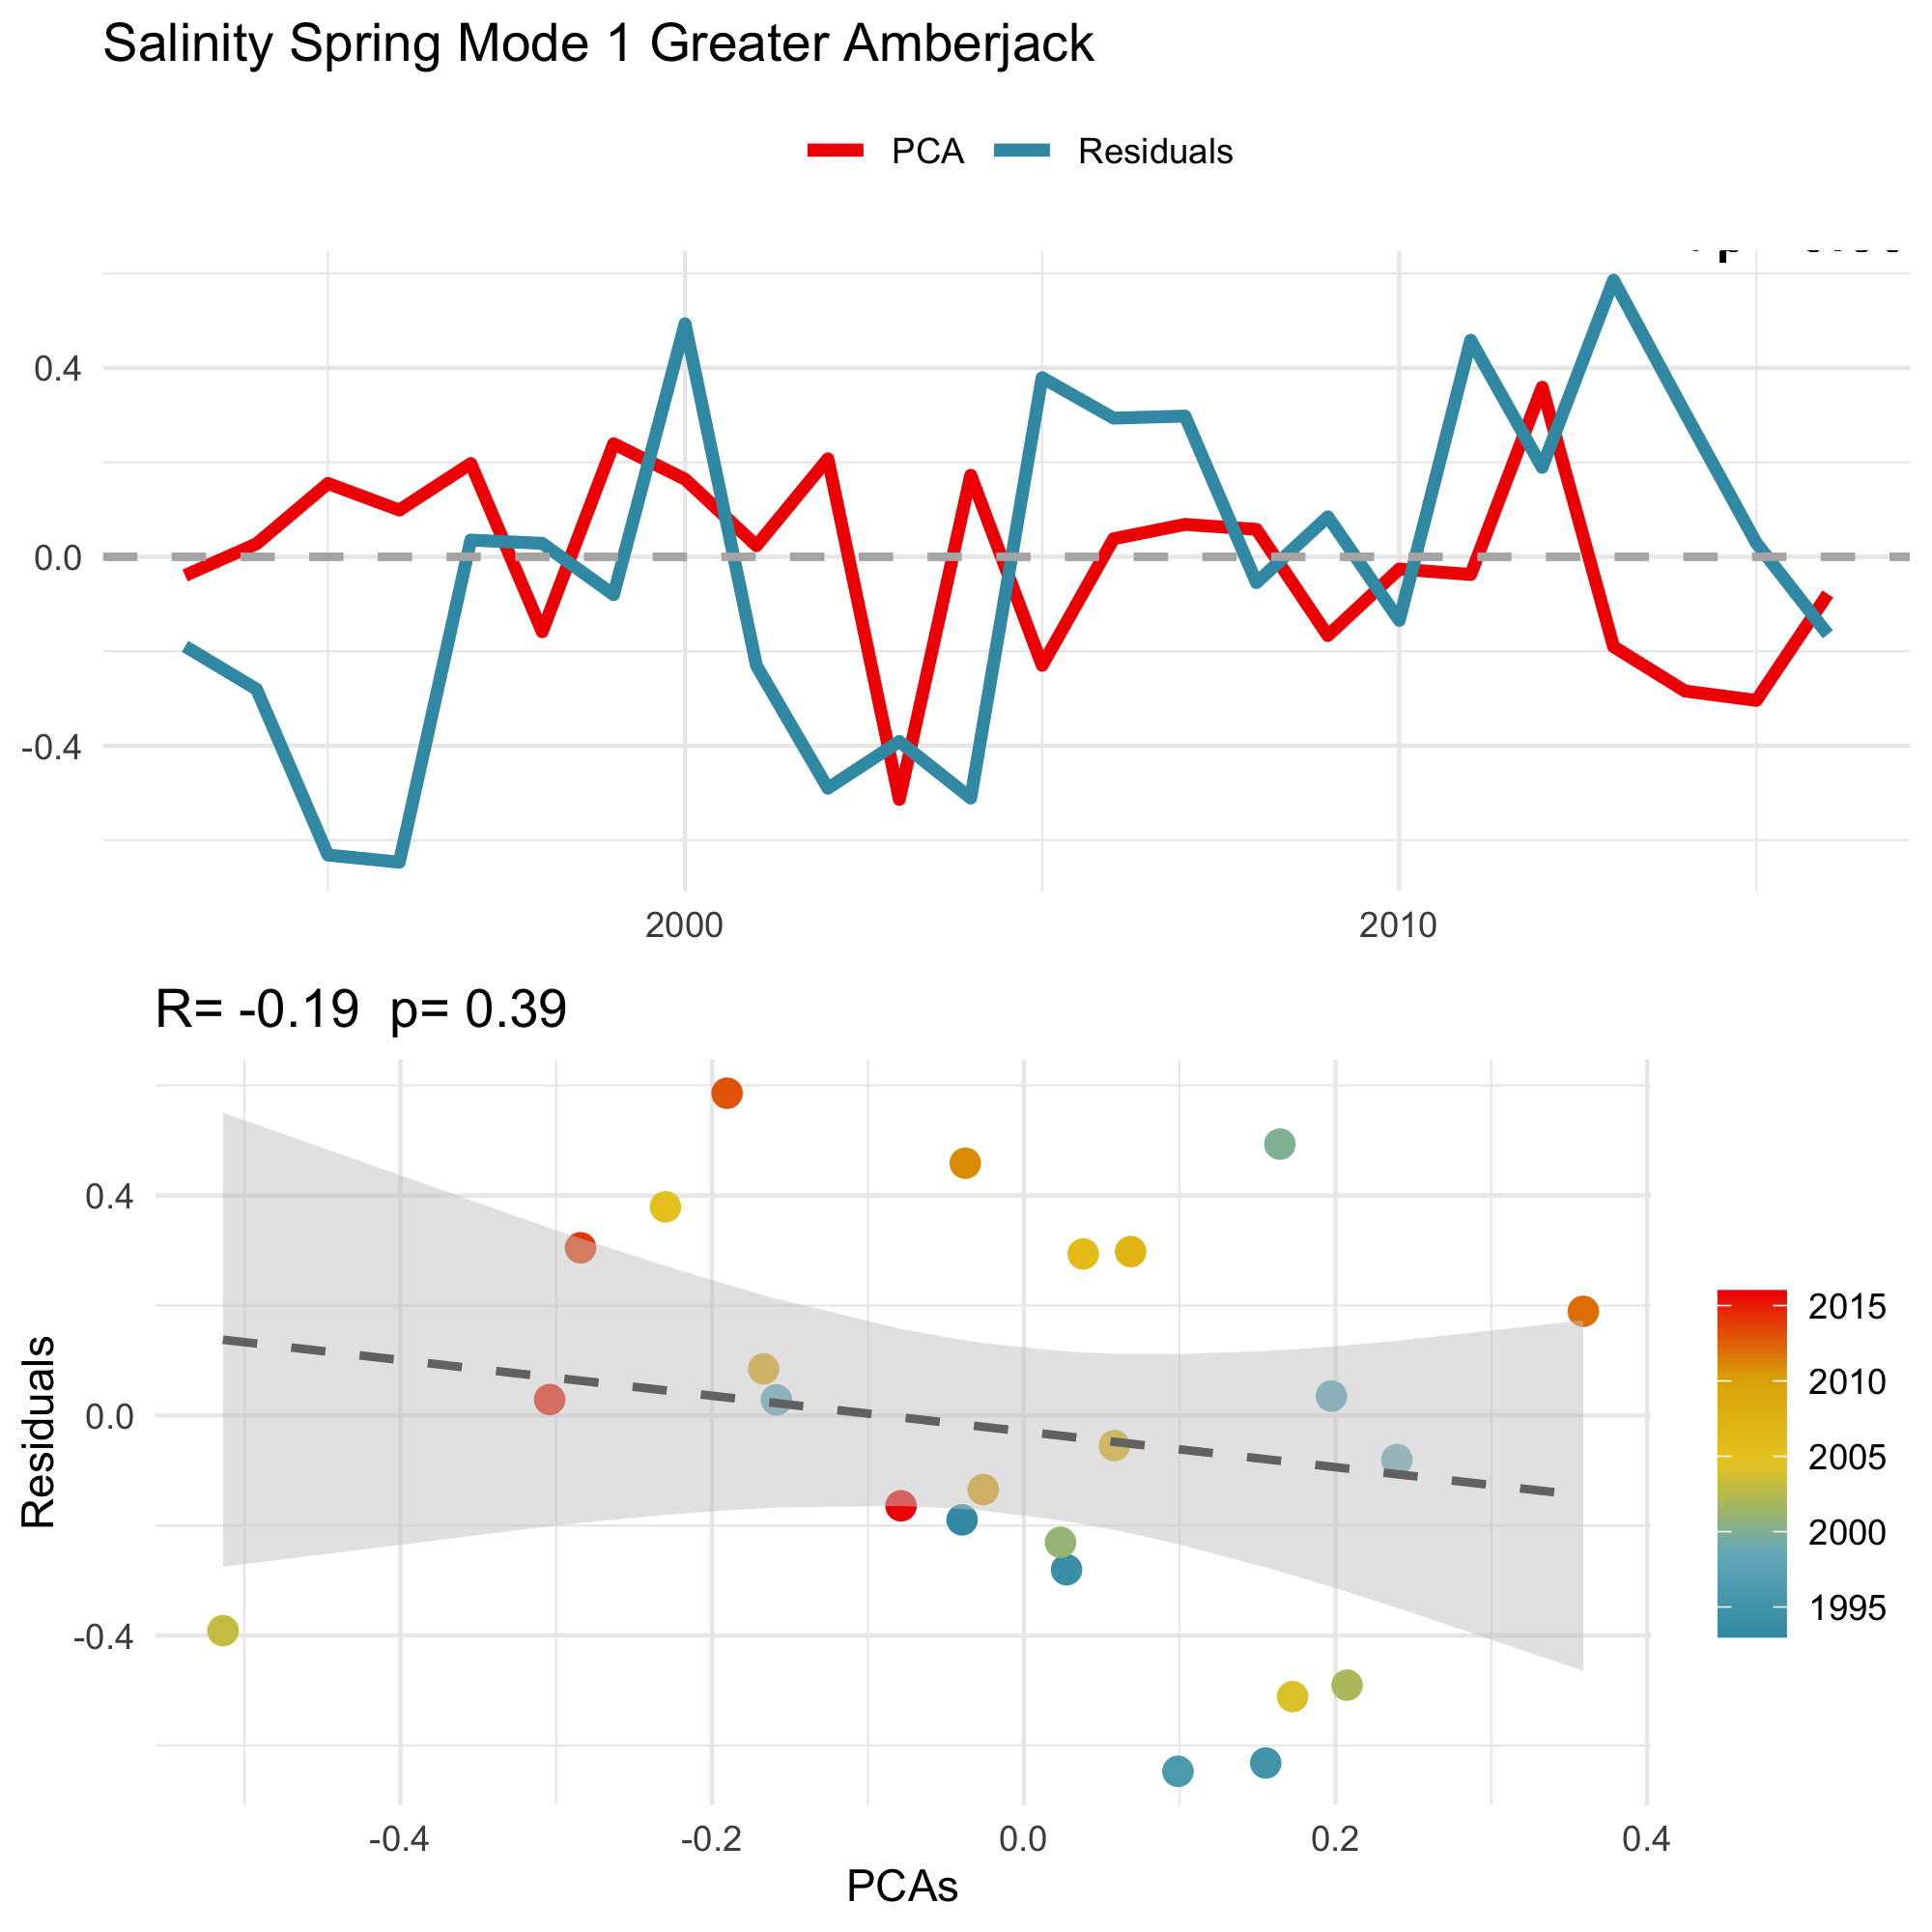 Salinity Spring Mode 1 Greater Amberjack
PCA Residuals
0.4
0.0
-0.4
2000 2010
R= -0.19 p= 0.39
Residuals
0.4
0.0
-0.4
-0.4 -0.2 0.0 0.2 0.4
PCAs
2015
2010
2005
2000
1995